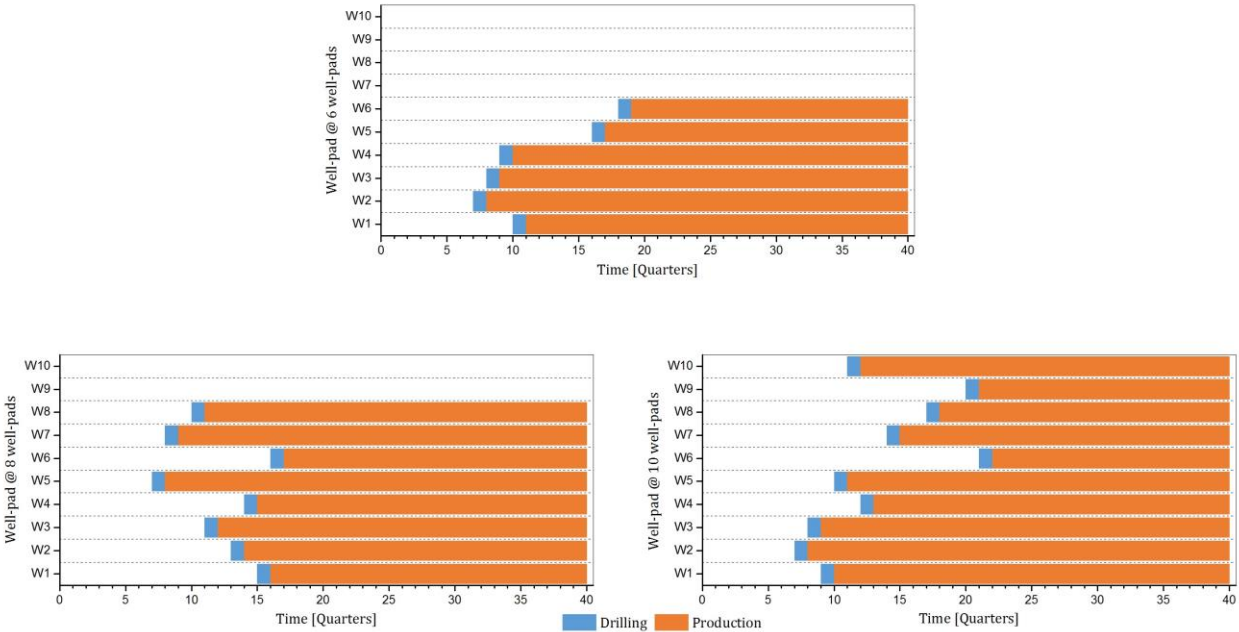 Well-pad @ 6 well-pads
W10
W9
W8
W7
W6
W5
W4
W3
W2
W1
0 5 10 15 20 25 30 35 40
Time [Quarters]
Well-pad @ 8 well-pads
W10
W9
W8
W7
W6
W5
W4
W3
W2
W1
0 5 10 15 20 25 30 35 40
Time [Quarters]
Well-pad @ 10 well-pads
W10
W9
W8
W7
W6
W5
W4
W3
W2
W1
0 5 10 15 20 25 30 35 40
Time [Quarters]
Drilling Production